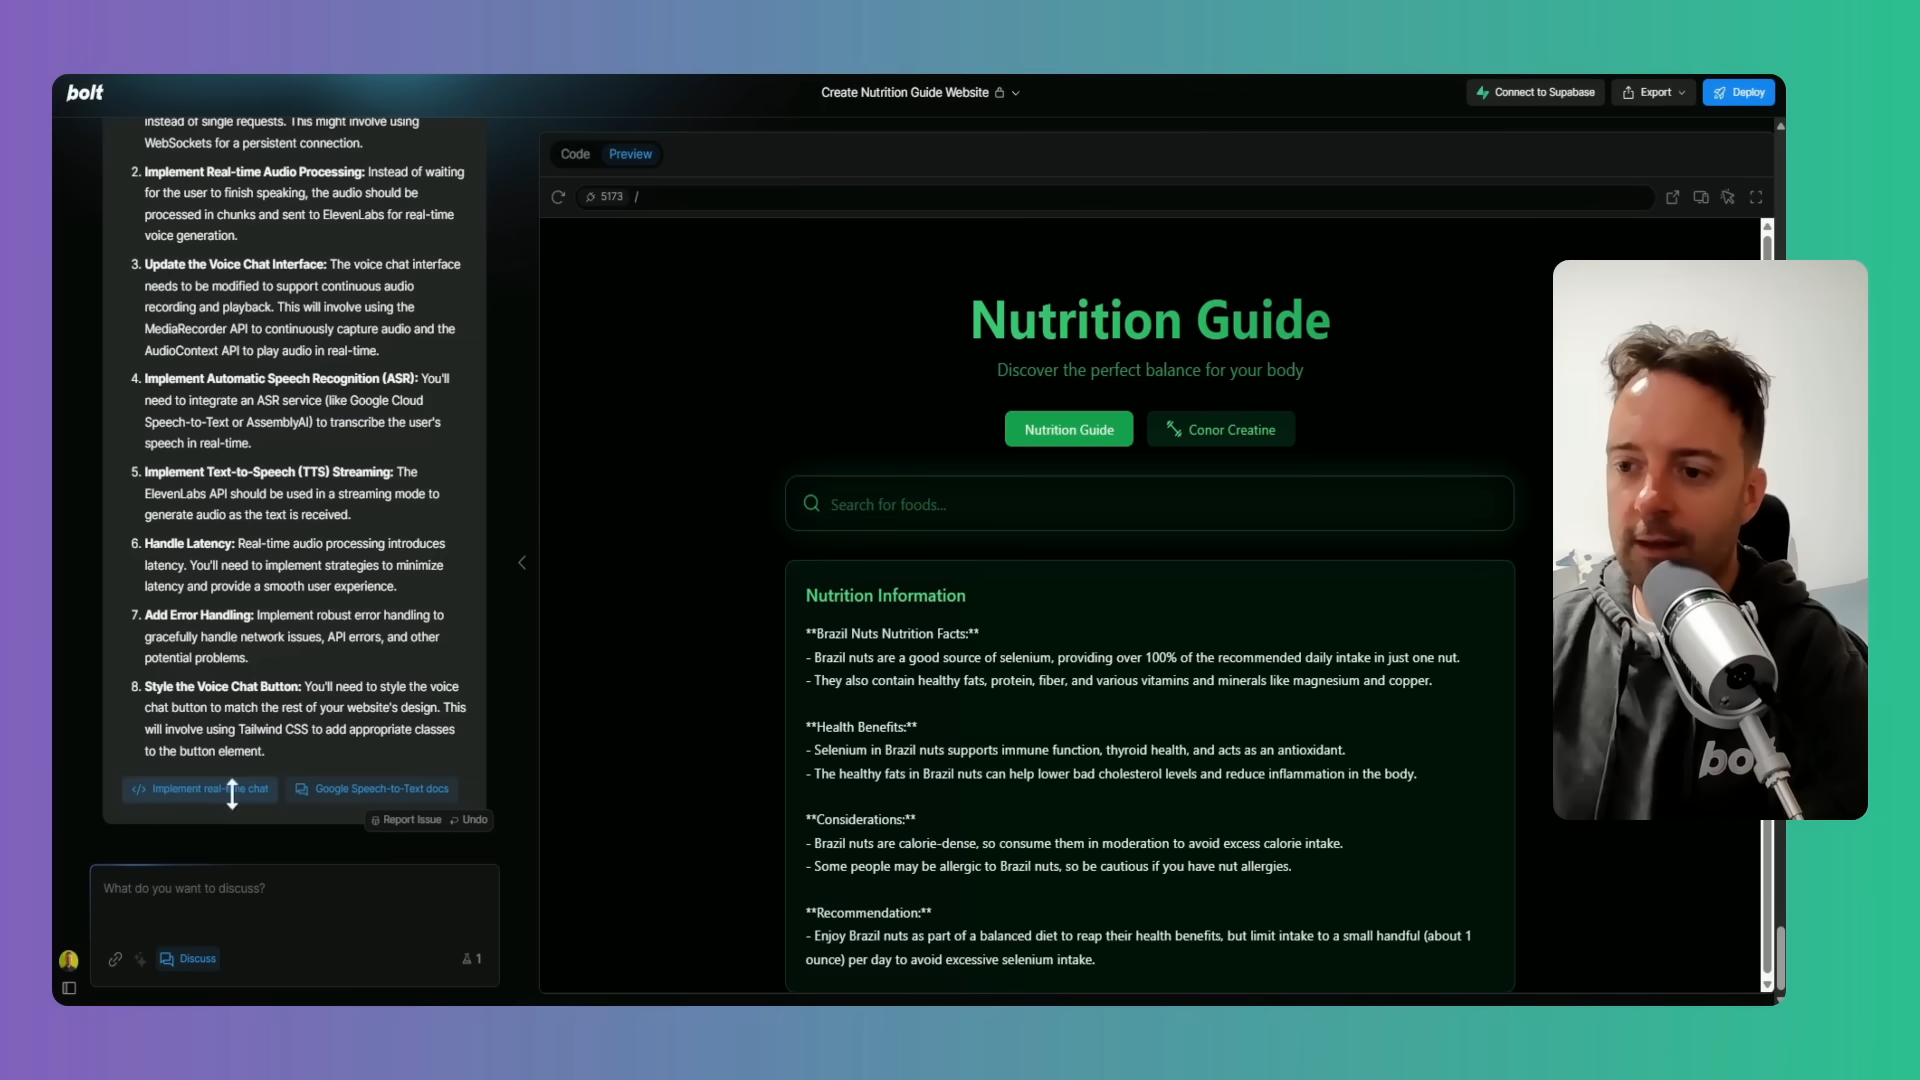 bolt
Create Nutrition Guide Website
Connect to Supabase
Export
Deploy
instead of single requests. This might involve using
WebSockets for a persistent connection.
2. Implement Real-time Audio Processing: Instead of waiting
for the user to finish speaking, the audio should be
processed in chunks and sent to ElevenLabs for real-time
voice generation.
3. Update the Voice Chat Interface: The voice chat interface
needs to be modified to support continuous audio
recording and playback. This will involve using the
MediaRecorder API to continuously capture audio and the
AudioContext API to play audio in real-time.
4. Implement Automatic Speech Recognition (ASR): You'll
need to integrate an ASR service (like Google Cloud
Speech-to-Text or AssemblyAI) to transcribe the user's
speech in real-time.
5. Implement Text-to-Speech (TTS) Streaming: The
ElevenLabs API should be used in a streaming mode to
generate audio as the text is received.
6. Handle Latency: Real-time audio processing introduces
latency. You'll need to implement strategies to minimize
latency and provide a smooth user experience.
7. Add Error Handling: Implement robust error handling to
gracefully handle network issues, API errors, and other
potential problems.
8. Style the Voice Chat Button: You'll need to style the voice
chat button to match the rest of your website's design. This
will involve using Tailwind CSS to add appropriate classes
to the button element.
</> Implement real-time chat
Google Speech-to-Text docs
Report Issue
Undo
What do you want to discuss?
Discuss
1
Code
Preview
5173
/
Nutrition Guide
Discover the perfect balance for your body
Nutrition Guide
Conor Creatine
Search for foods...
Nutrition Information
**Brazil Nuts Nutrition Facts:**
- Brazil nuts are a good source of selenium, providing over 100% of the recommended daily intake in just one nut.
- They also contain healthy fats, protein, fiber, and various vitamins and minerals like magnesium and copper.
**Health Benefits:**
- Selenium in Brazil nuts supports immune function, thyroid health, and acts as an antioxidant.
- The healthy fats in Brazil nuts can help lower bad cholesterol levels and reduce inflammation in the body.
**Considerations:**
- Brazil nuts are calorie-dense, so consume them in moderation to avoid excess calorie intake.
- Some people may be allergic to Brazil nuts, so be cautious if you have nut allergies.
**Recommendation:**
- Enjoy Brazil nuts as part of a balanced diet to reap their health benefits, but limit intake to a small handful (about 1
ounce) per day to avoid excessive selenium intake.
bolt